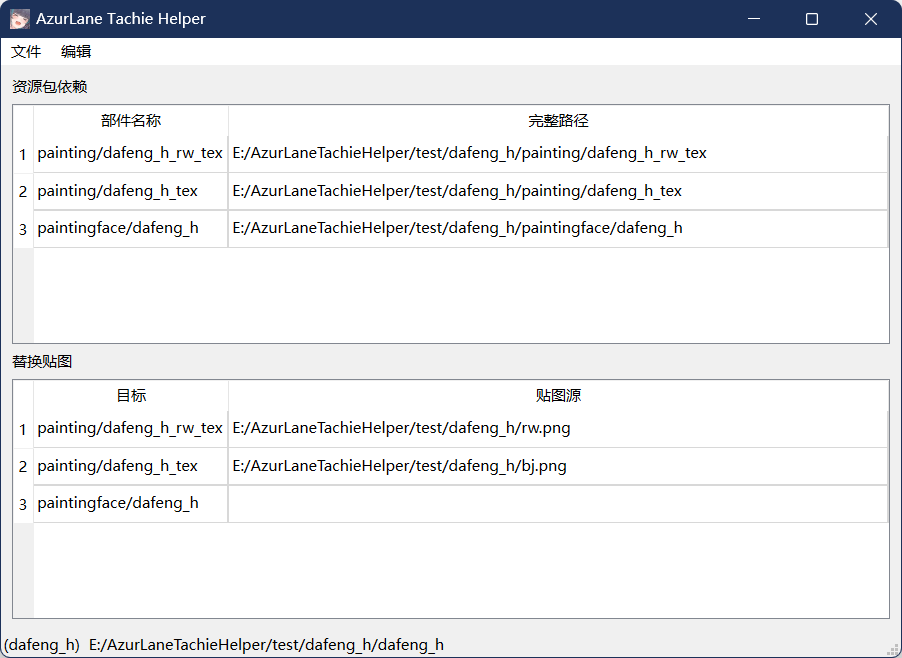 AzurLane Tachie Helper
文件 编辑
资源包依赖
部件名称 完整路径
1 painting/dafeng_h_rw_tex E:/AzurLaneTachieHelper/test/dafeng_h/painting/dafeng_h_rw_tex
2 painting/dafeng_h_tex E:/AzurLaneTachieHelper/test/dafeng_h/painting/dafeng_h_tex
3 paintingface/dafeng_h E:/AzurLaneTachieHelper/test/dafeng_h/paintingface/dafeng_h
替换贴图
目标 贴图源
1 painting/dafeng_h_rw_tex E:/AzurLaneTachieHelper/test/dafeng_h/rw.png
2 painting/dafeng_h_tex E:/AzurLaneTachieHelper/test/dafeng_h/bj.png
3 paintingface/dafeng_h
(dafeng_h) E:/AzurLaneTachieHelper/test/dafeng_h/dafeng_h